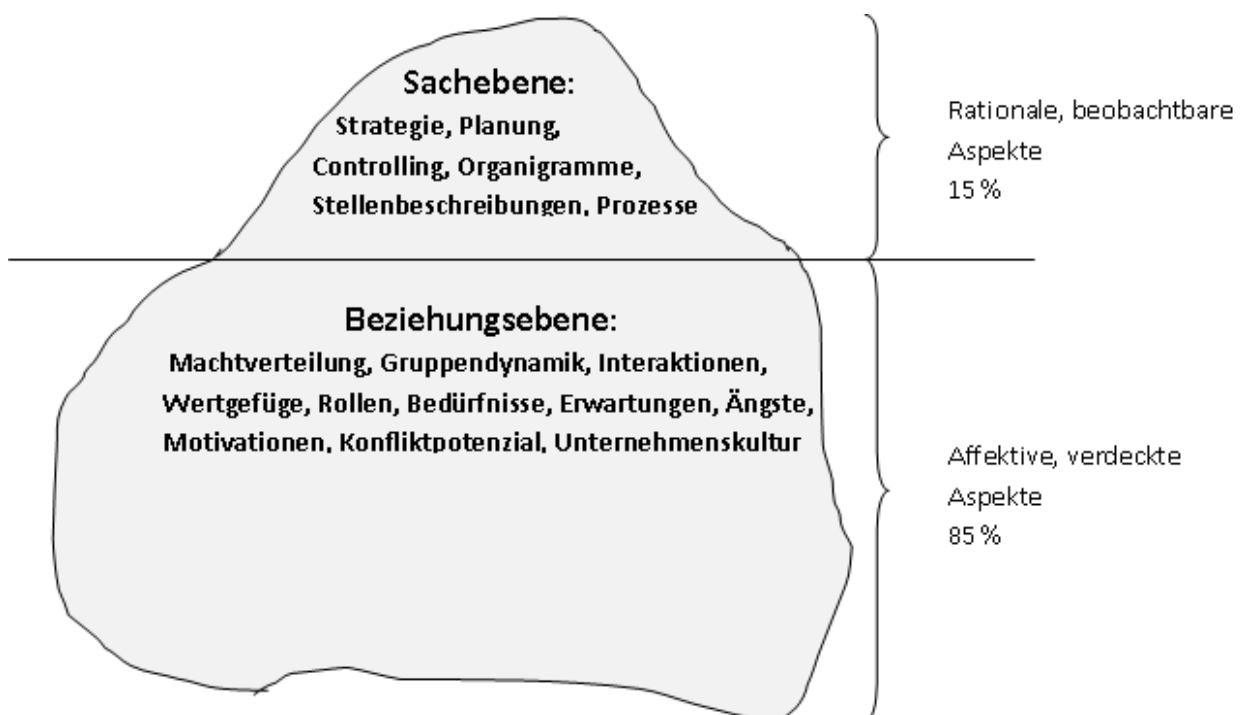 Sachebene:
Strategie, Planung,
Controlling, Organigramme,
Stellenbeschreibungen, Prozesse
Rationale, beobachtbare
Aspekte
15 %
Beziehungsebene:
Machtverteilung, Gruppendynamik, Interaktionen,
Wertgefüge, Rollen, Bedürfnisse, Erwartungen, Ängste,
Motivationen, Konfliktpotenzial, Unternehmenskultur
Affektive, verdeckte
Aspekte
85 %